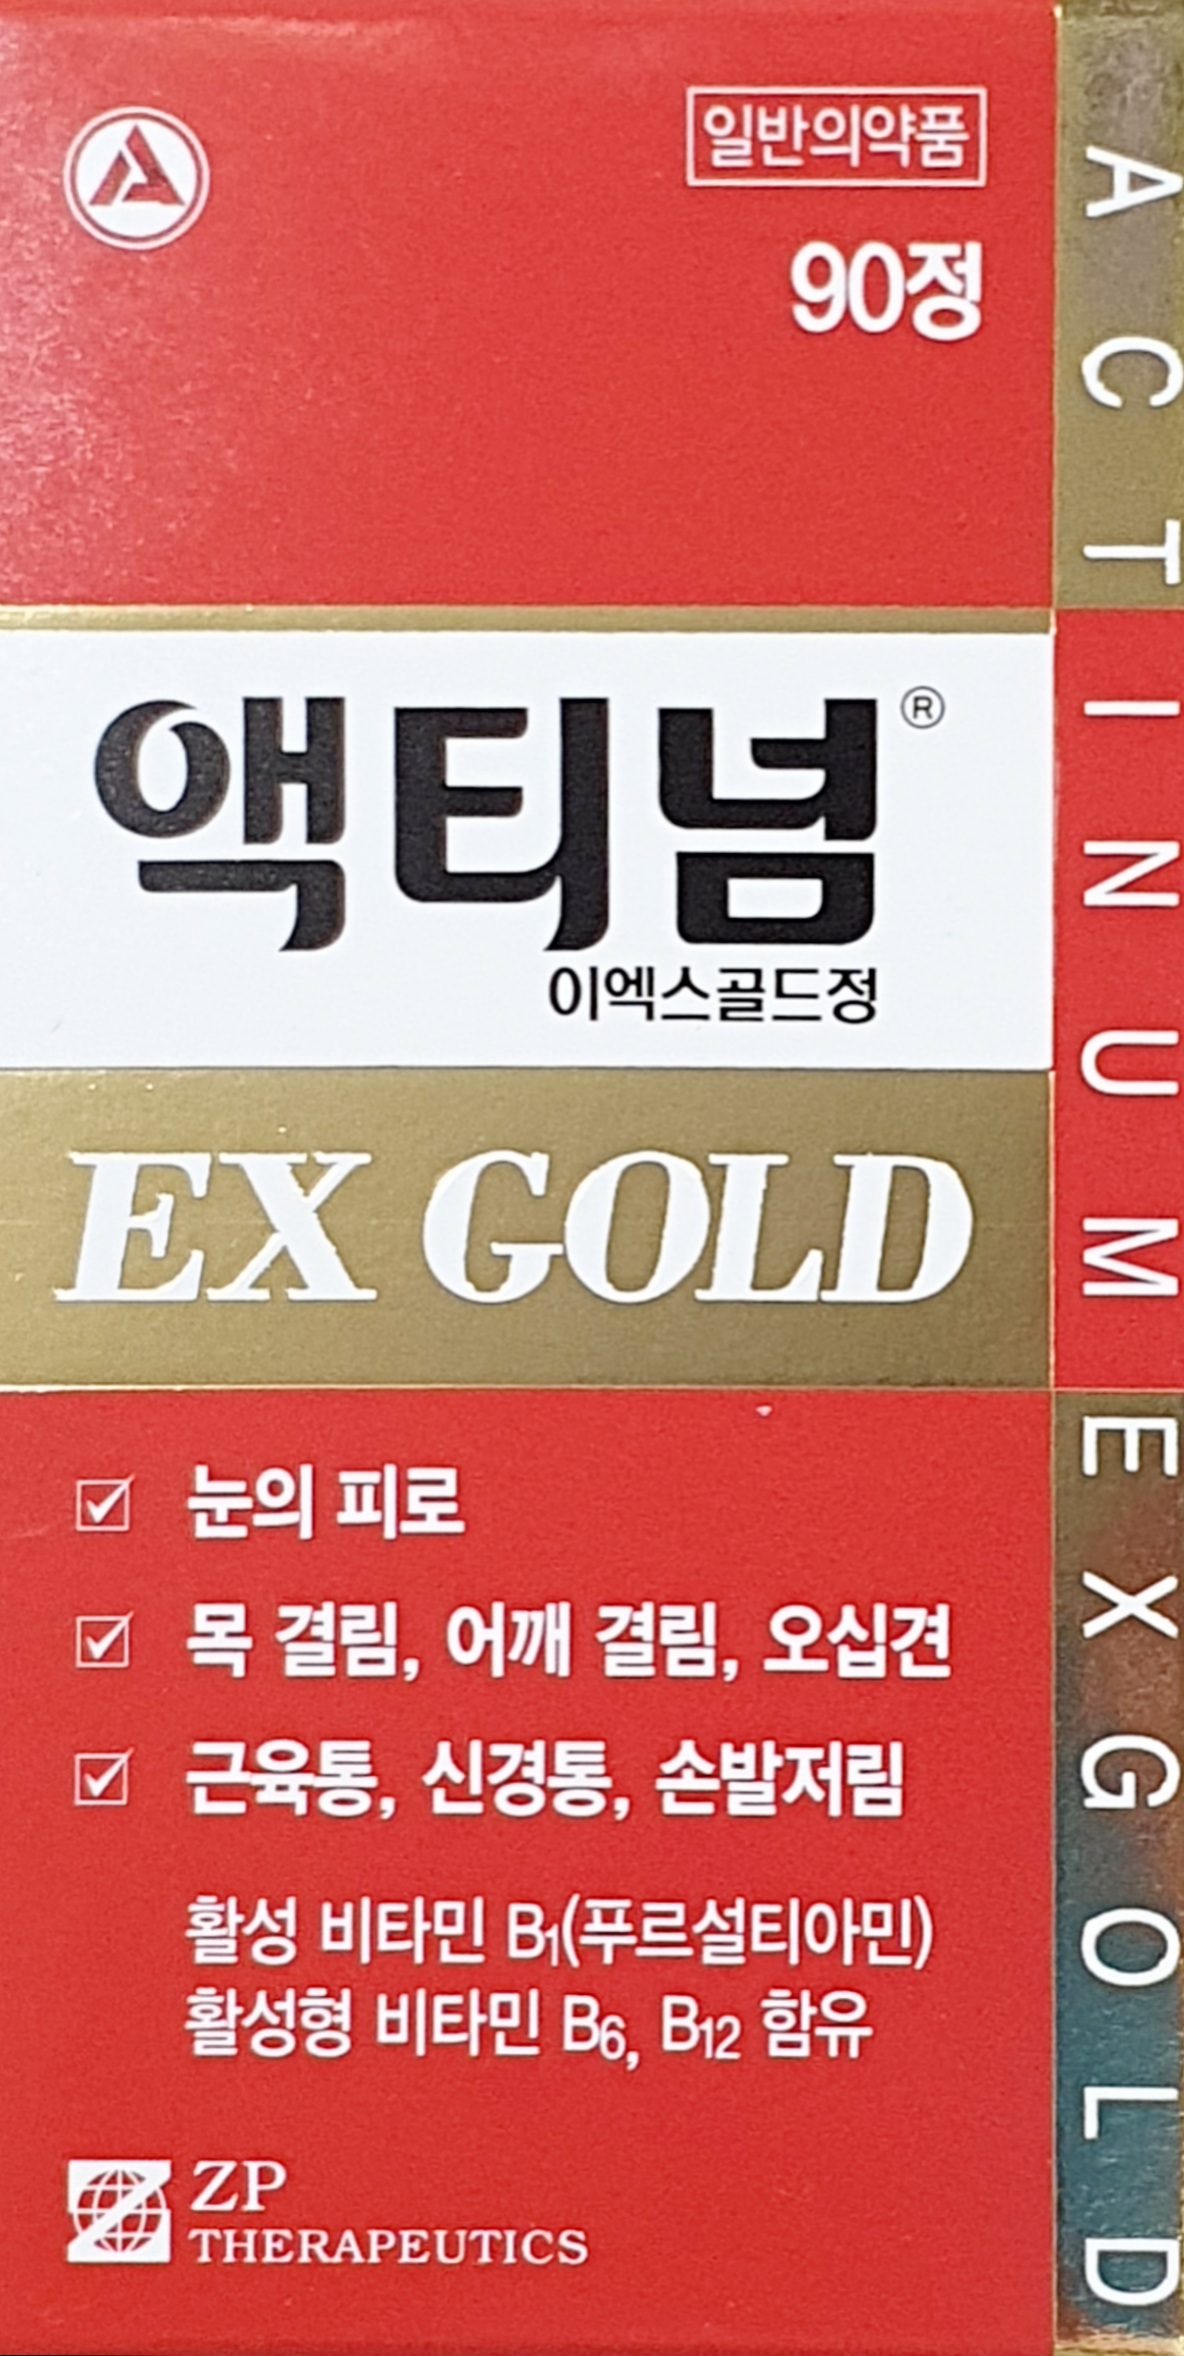 일반의약품
90정
액티넘®
이엑스골드정
EX GOLD
눈의 피로
목 결림, 어깨 결림, 오십견
근육통, 신경통, 손발저림
활성 비타민 B1(푸르설티아민)
활성형 비타민 B6, B12 함유
ZP
THERAPEUTICS
ACTINUM EX GOLD